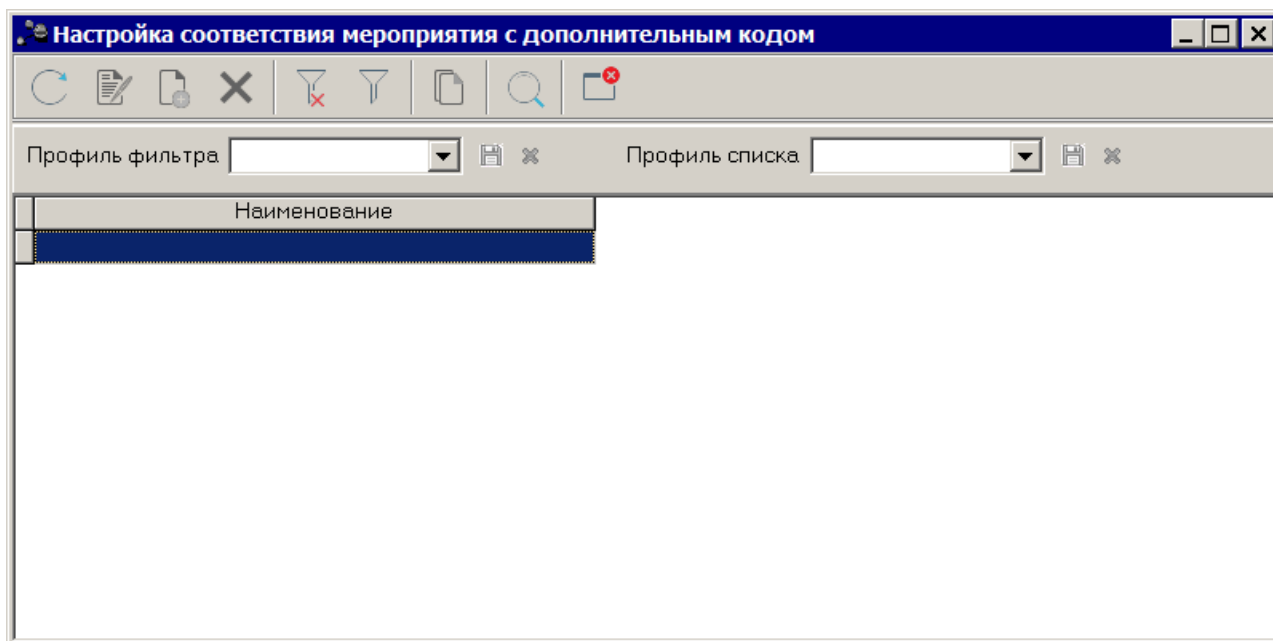 Настройка соответствия мероприятия с дополнительным кодом
Профиль фильтра Профиль списка
Наименование